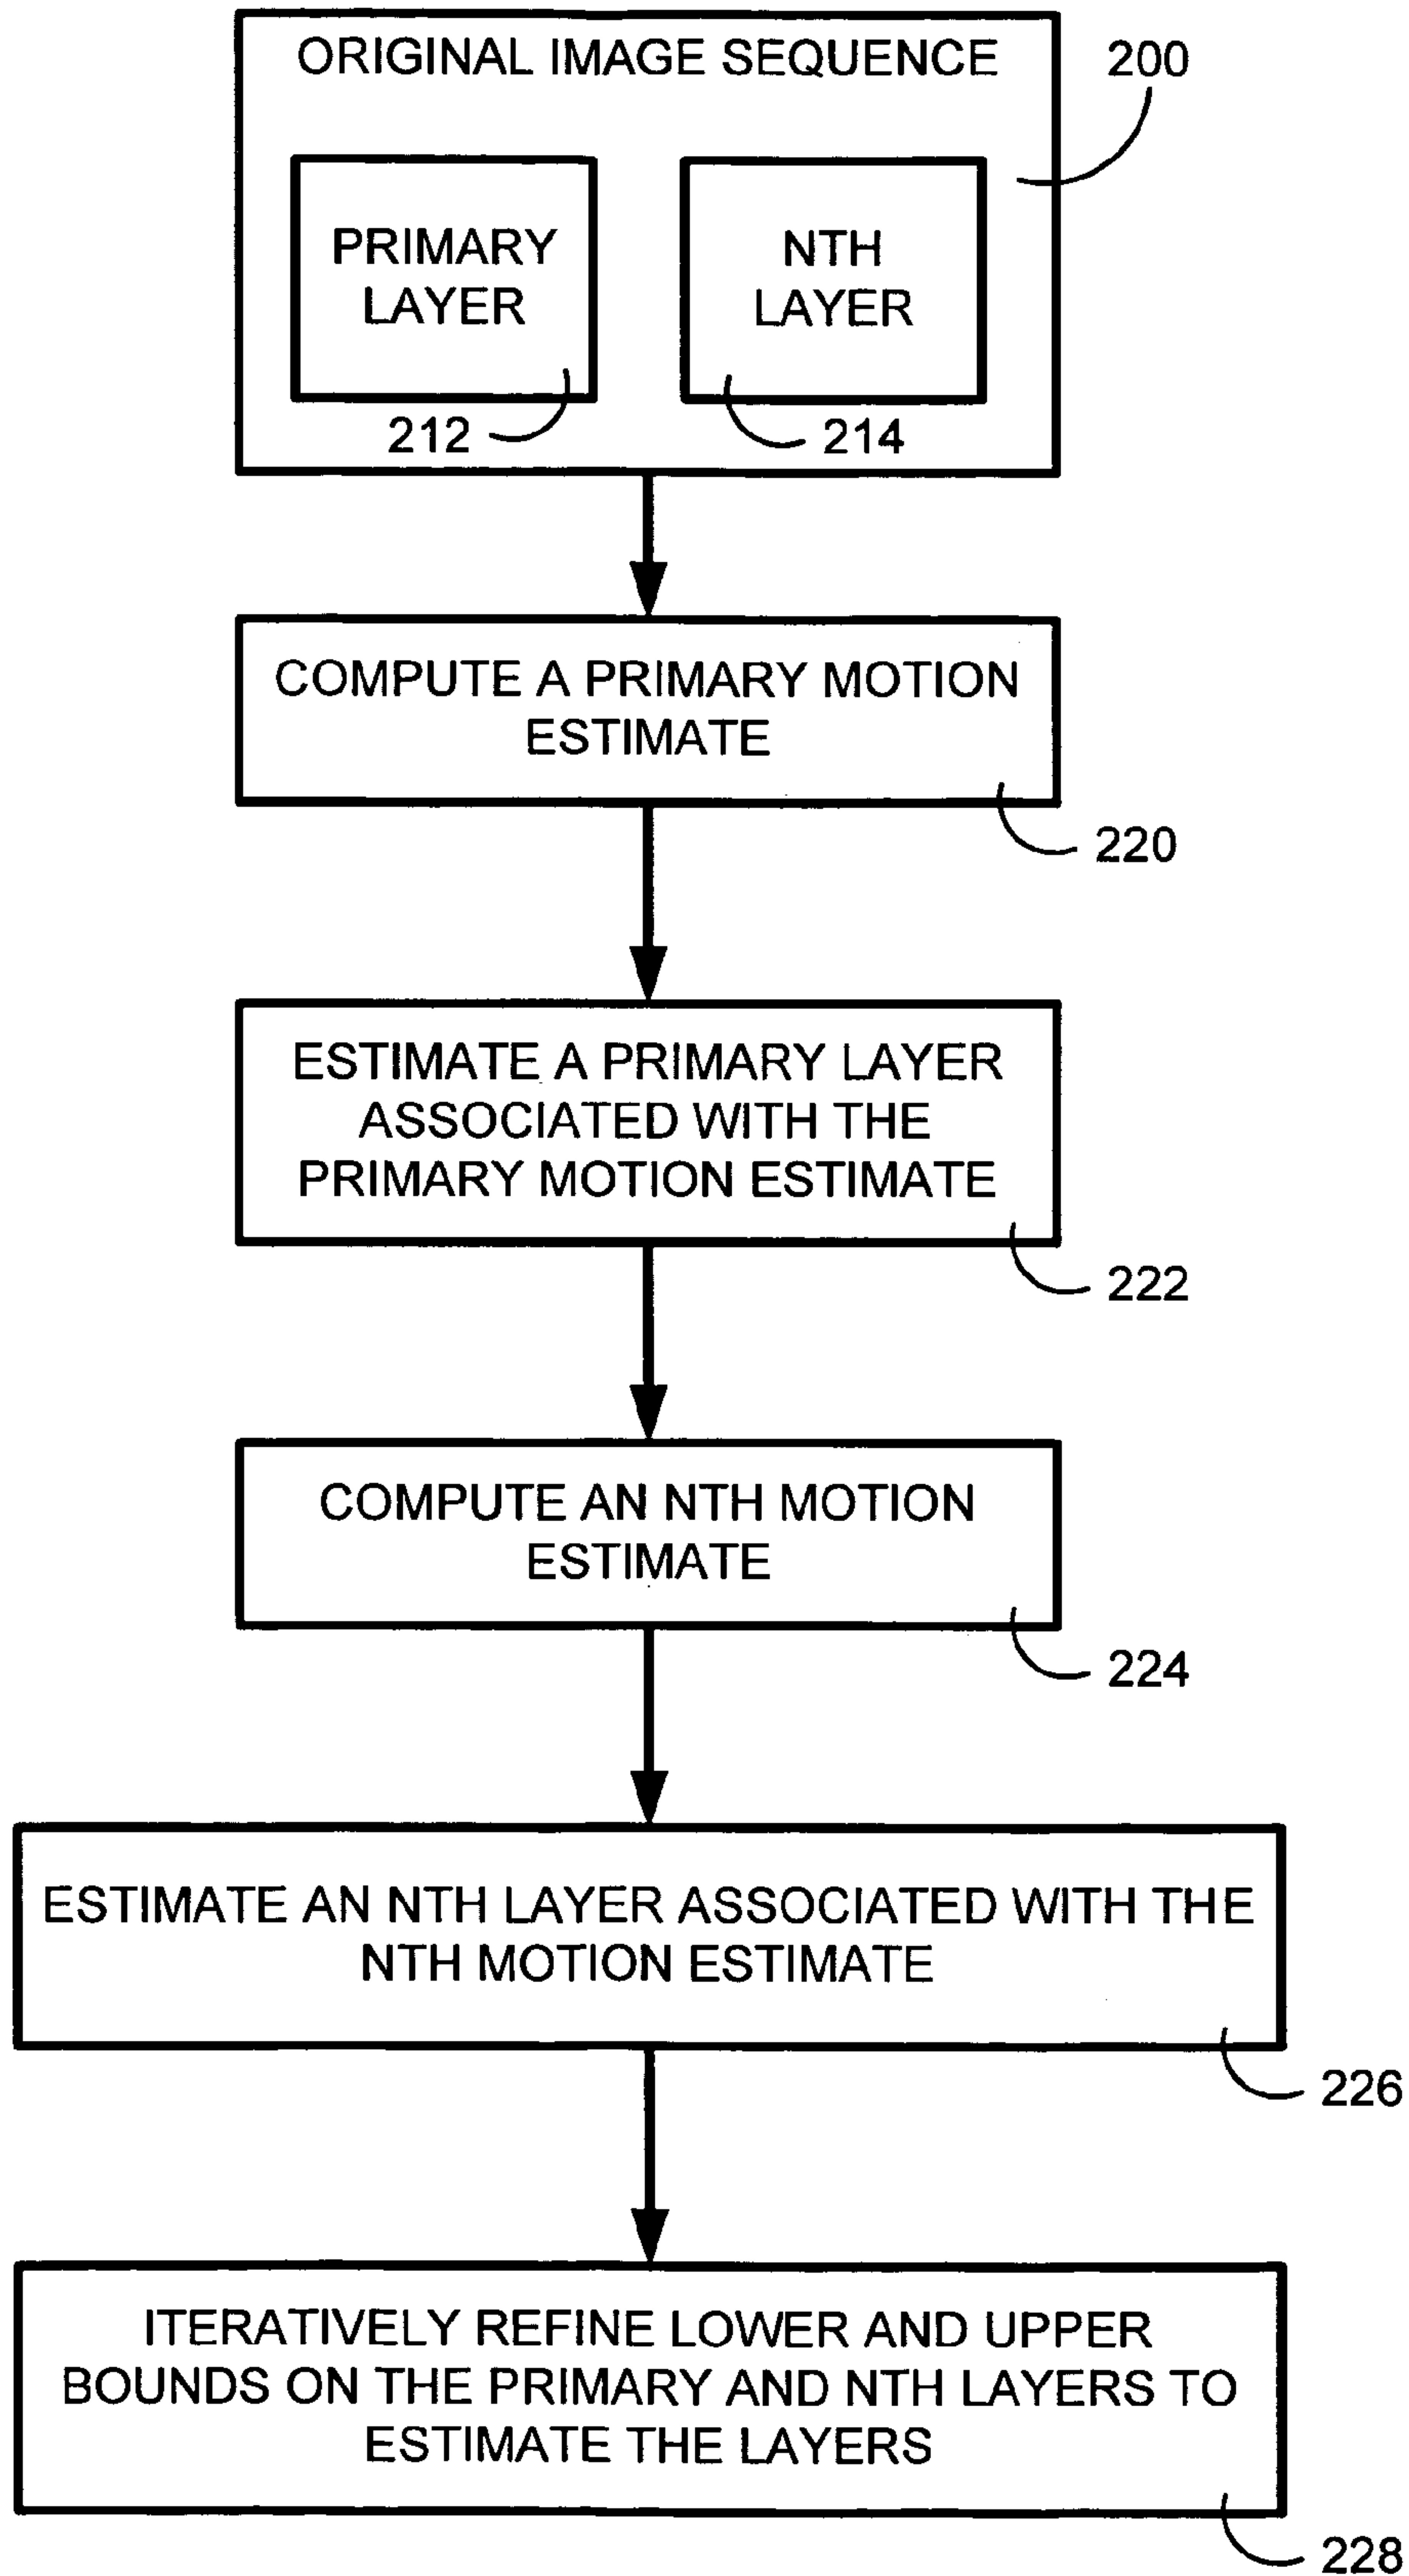 ORIGINAL IMAGE SEQUENCE
200
PRIMARY
LAYER
212
NTH
LAYER
214
COMPUTE A PRIMARY MOTION
ESTIMATE
220
ESTIMATE A PRIMARY LAYER
ASSOCIATED WITH THE
PRIMARY MOTION ESTIMATE
222
COMPUTE AN NTH MOTION
ESTIMATE
224
ESTIMATE AN NTH LAYER ASSOCIATED WITH THE
NTH MOTION ESTIMATE
226
ITERATIVELY REFINE LOWER AND UPPER
BOUNDS ON THE PRIMARY AND NTH LAYERS TO
ESTIMATE THE LAYERS
228